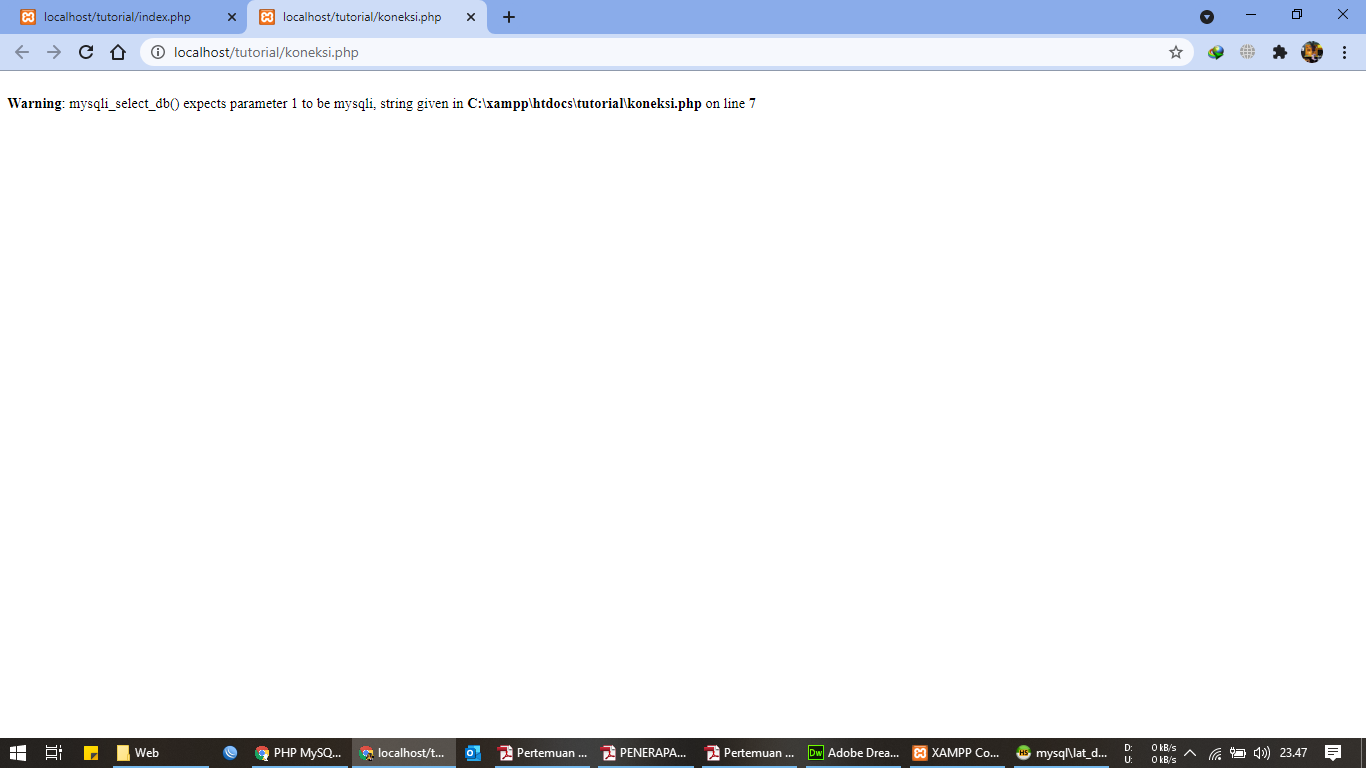 localhost/tutorial/index.php
localhost/tutorial/koneksi.php
localhost/tutorial/koneksi.php
Warning: mysqli_select_db() expects parameter 1 to be mysqli, string given in C:\xampp\htdocs\tutorial\koneksi.php on line 7
Web
PHP MySQ...
localhost/t...
Pertemuan ...
PENERAPA...
Pertemuan ...
Dw
Adobe Drea...
XAMPP Co...
HS
mysql\lat_d...
D: 0 kB/s
U: 0 kB/s
23.47